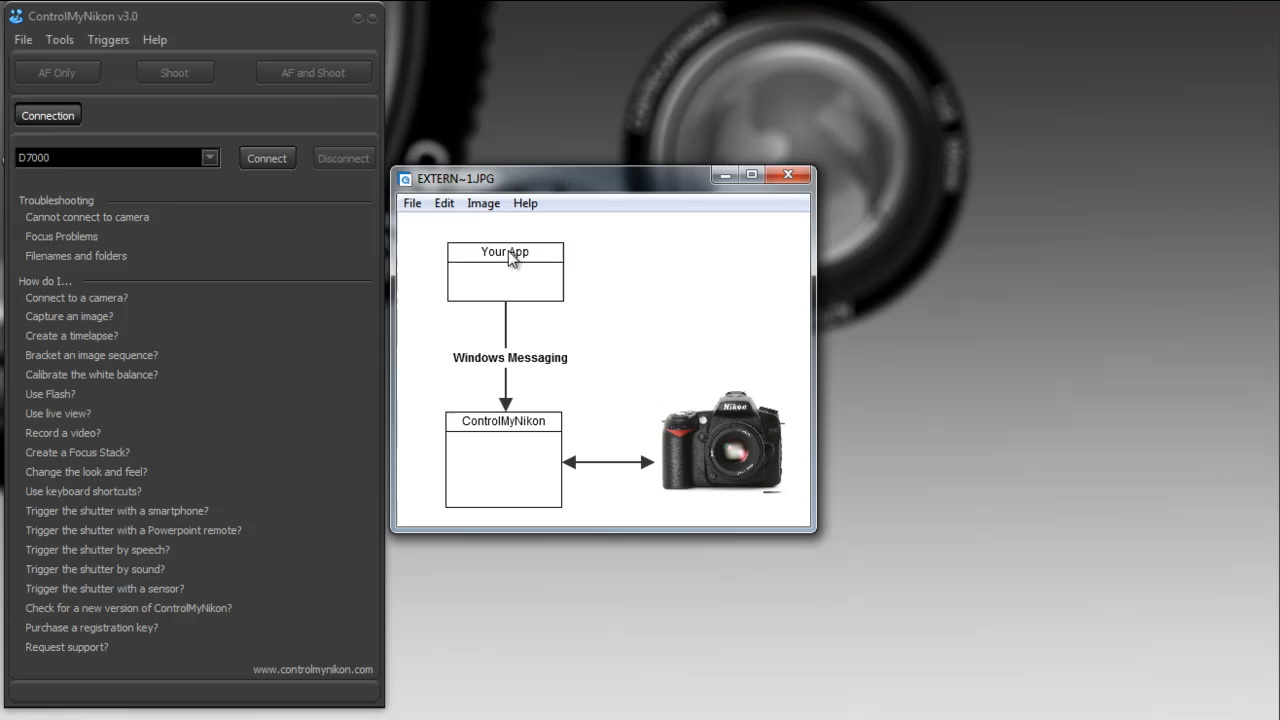 ControlMyNikon v3.0
File Tools Triggers Help
AF Only Shoot AF and Shoot
Connection
D7000 Connect Disconnect
Troubleshooting
Cannot connect to camera
Focus Problems
Filenames and folders
How do I...
Connect to a camera?
Capture an image?
Create a timelapse?
Bracket an image sequence?
Calibrate the white balance?
Use Flash?
Use live view?
Record a video?
Create a Focus Stack?
Change the look and feel?
Use keyboard shortcuts?
Trigger the shutter with a smartphone?
Trigger the shutter with a Powerpoint remote?
Trigger the shutter by speech?
Trigger the shutter by sound?
Trigger the shutter with a sensor?
Check for a new version of ControlMyNikon?
Purchase a registration key?
Request support?
www.controlmynikon.com
EXTERN~1.JPG
File Edit Image Help
Your App
Windows Messaging
ControlMyNikon
Nikon